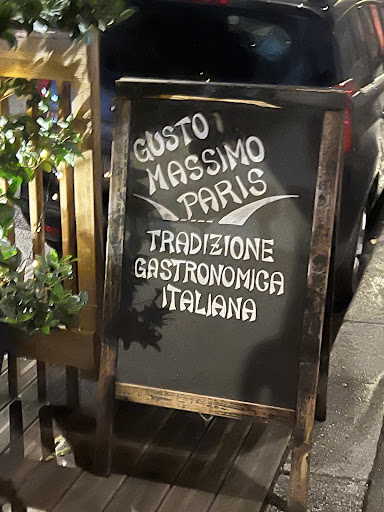 GUSTO
MASSIMO
PARIS
TRADIZIONE
GASTRONOMICA
ITALIANA